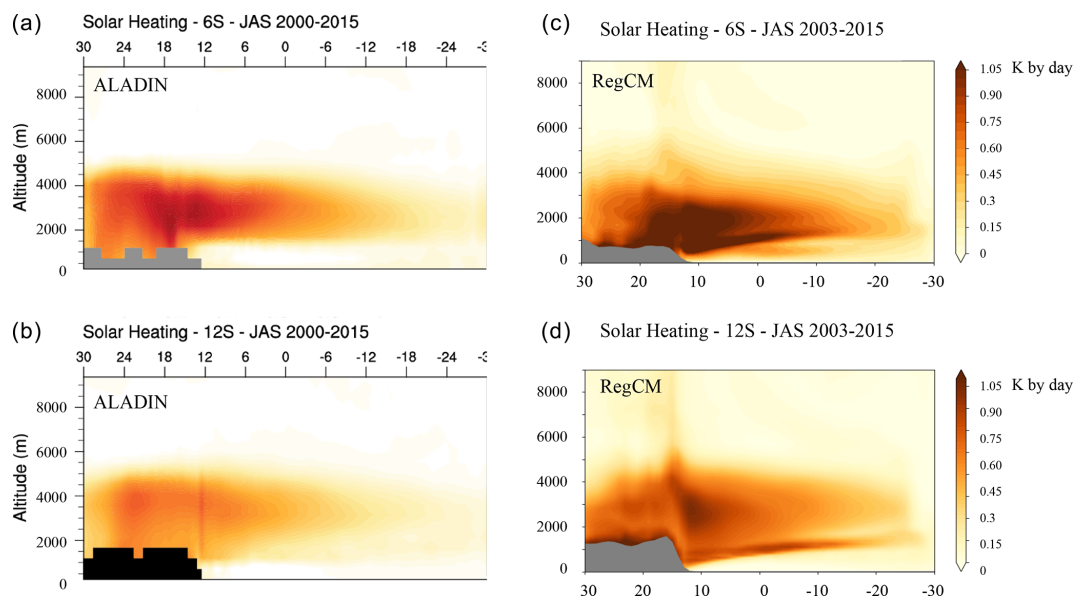 (a)
Solar Heating - 6S - JAS 2000-2015
30 24 18 12 6 0 -6 -12 -18 -24 -3
ALADIN
Altitude (m)
8000
6000
4000
2000
0
(c)
Solar Heating - 6S - JAS 2003-2015
RegCM
9000
8000
6000
4000
3000
2000
0
30 20 10 0 -10 -20 -30
K by day
1.05
0.90
0.75
0.60
0.45
0.3
0.15
0
(b)
Solar Heating - 12S - JAS 2000-2015
30 24 18 12 6 0 -6 -12 -18 -24 -3
ALADIN
Altitude (m)
8000
6000
4000
2000
0
(d)
Solar Heating - 12S - JAS 2003-2015
RegCM
9000
8000
6000
4000
3000
2000
0
30 20 10 0 -10 -20 -30
K by day
1.05
0.90
0.75
0.60
0.45
0.3
0.15
0